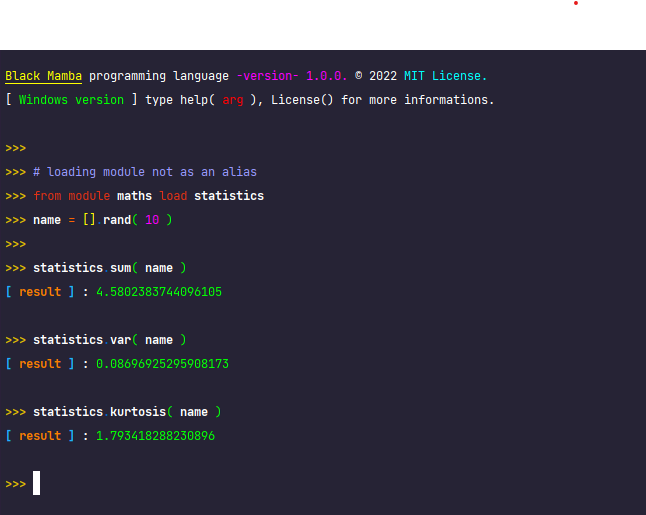 Black Mamba programming language -version- 1.0.0. © 2022 MIT License.
[ Windows version ] type help( arg ), License() for more informations.
>>>
>>> # loading module not as an alias
>>> from module maths load statistics
>>> name = [].rand( 10 )
>>>
>>> statistics.sum( name )
[ result ] : 4.5802383744096105
>>> statistics.var( name )
[ result ] : 0.08696925295908173
>>> statistics.kurtosis( name )
[ result ] : 1.793418288230896
>>>